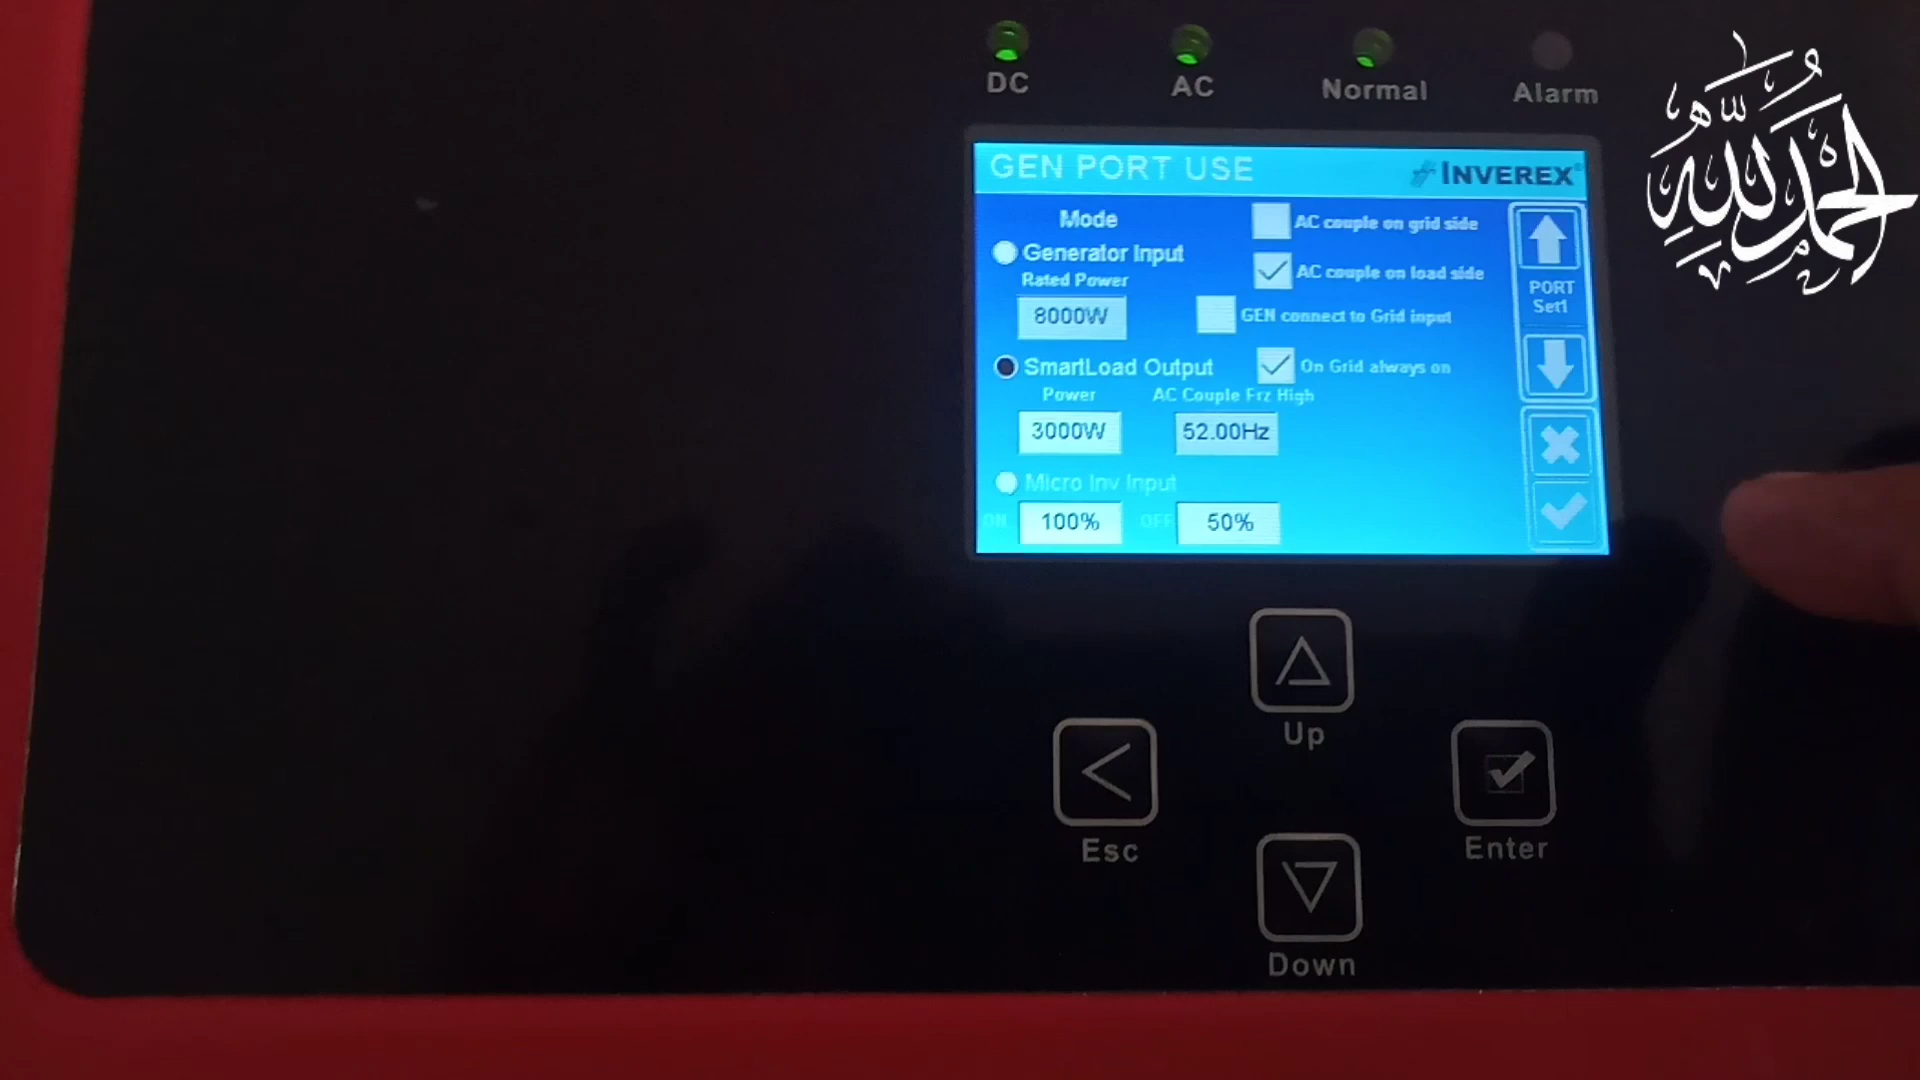 DC AC Normal Alarm
الحمد لله
GEN PORT USE INVEREX®
Mode
AC couple on grid side
Generator Input
Rated Power
AC couple on load side
PORT
Set1
8000W
GEN connect to Grid input
SmartLoad Output
On Grid always on
Power
AC Couple Frz High
3000W
52.00Hz
Micro Inv Input
ON 100% OFF 50%
Up
Esc
Enter
Down